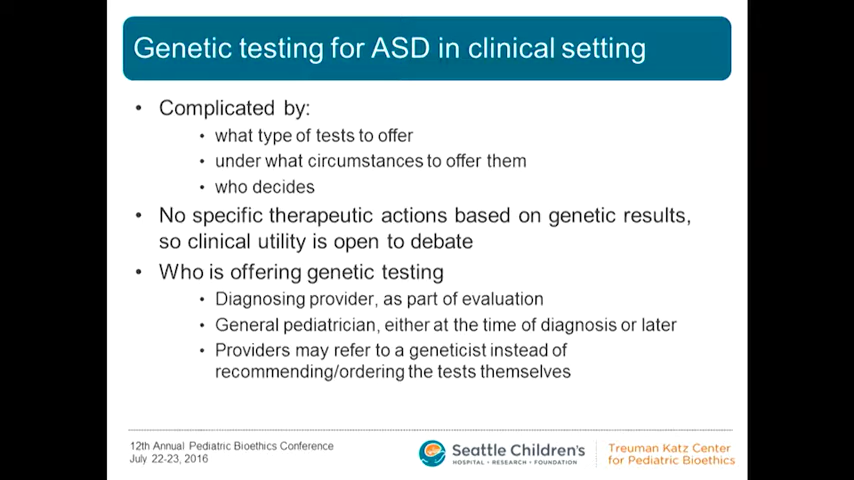 Genetic testing for ASD in clinical setting
• Complicated by:
• what type of tests to offer
• under what circumstances to offer them
• who decides
• No specific therapeutic actions based on genetic results,
so clinical utility is open to debate
• Who is offering genetic testing
• Diagnosing provider, as part of evaluation
• General pediatrician, either at the time of diagnosis or later
• Providers may refer to a geneticist instead of
recommending/ordering the tests themselves
12th Annual Pediatric Bioethics Conference
July 22-23, 2016
Seattle Children's
HOSPITAL • RESEARCH • FOUNDATION
Treuman Katz Center
for Pediatric Bioethics